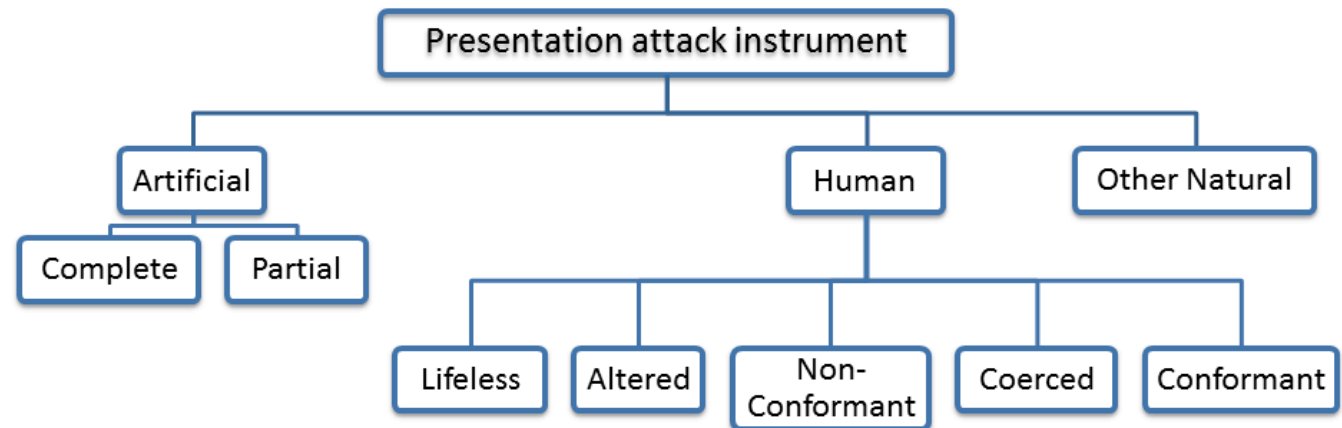 Presentation attack instrument
Artificial
Human
Other Natural
Complete
Partial
Lifeless
Altered
Non-
Conformant
Coerced
Conformant